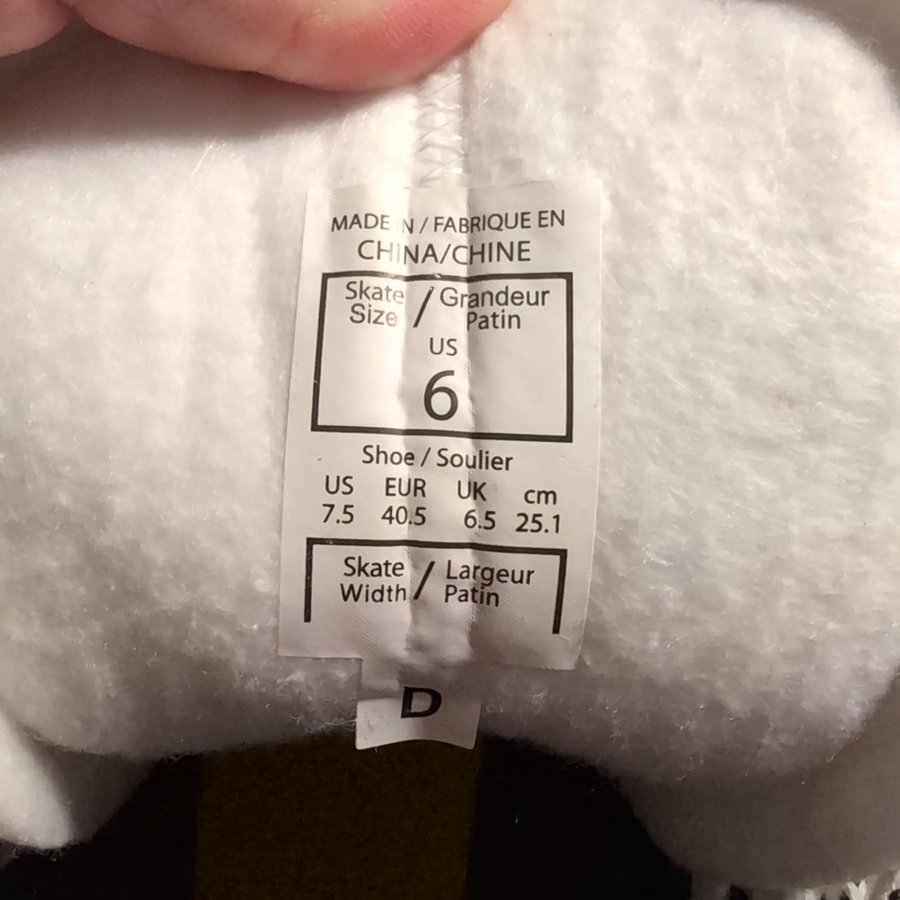 MADE IN / FABRIQUE EN
CHINA/CHINE
Skate Size / Grandeur Patin
US
6
Shoe / Soulier
US EUR UK cm
7.5 40.5 6.5 25.1
Skate Width / Largeur Patin
D